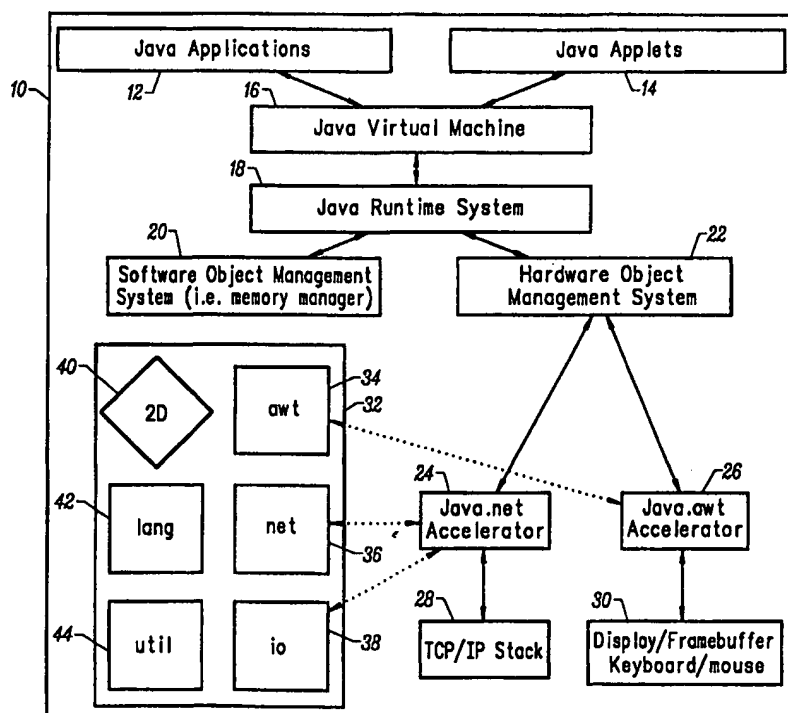 Java Applications
Java Applets
10
12
14
16
Java Virtual Machine
18
Java Runtime System
20
22
Software Object Management
System (i.e. memory manager)
Hardware Object
Management System
40
2D
34
32
awt
24
26
42
lang
net
36
Java.net
Accelerator
Java.awt
Accelerator
44
util
io
38
28
TCP/IP Stack
30
Display/Framebuffer
Keyboard/mouse